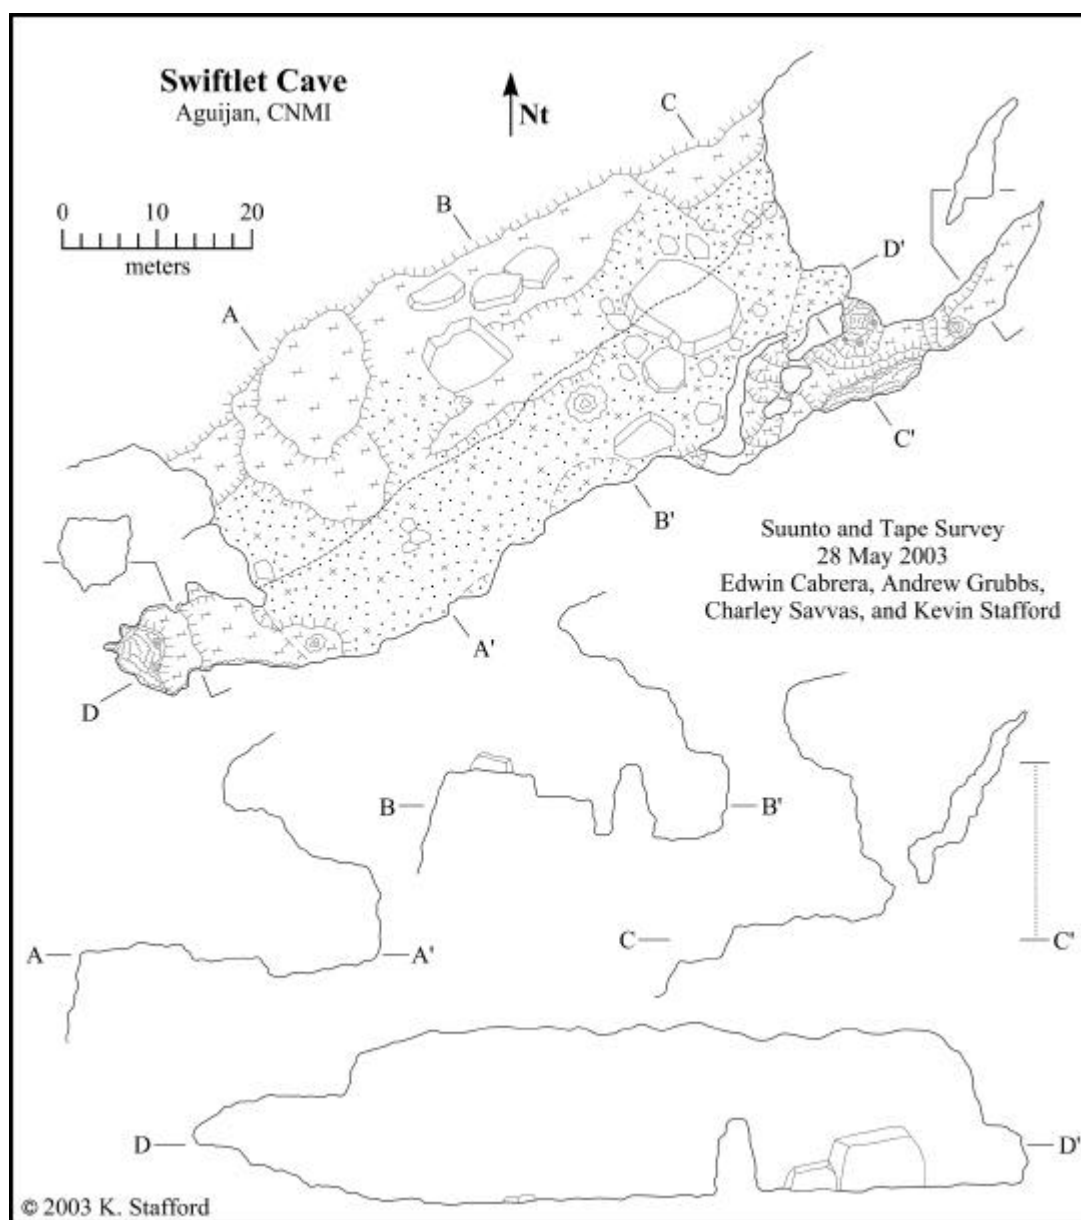 Swiftlet Cave
Aguijan, CNMI
Nt
0 10 20
meters
C
B
A
D'
C'
B'
A'
D
Suunto and Tape Survey
28 May 2003
Edwin Cabrera, Andrew Grubbs,
Charley Savvas, and Kevin Stafford
B B'
A A'
C C'
D D'
© 2003 K. Stafford